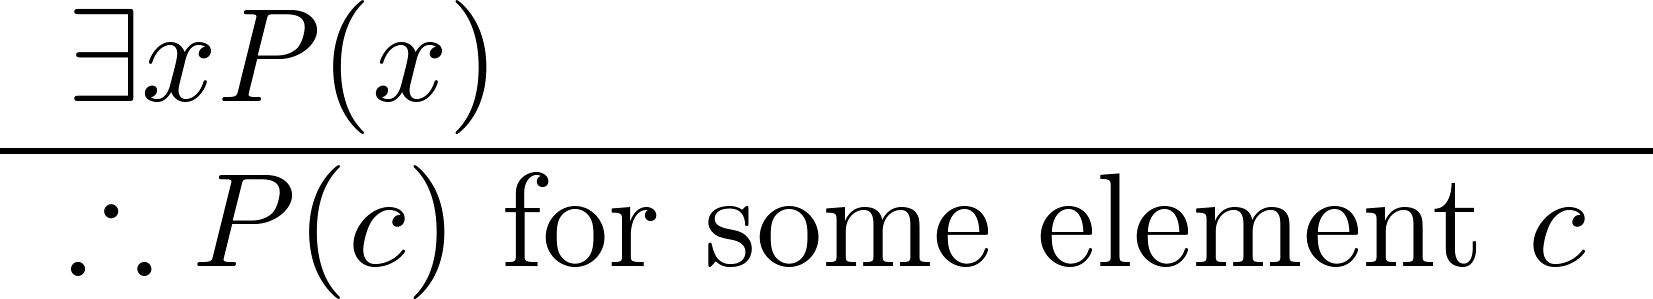 ∃xP(x)
∴ P(c) for some element c